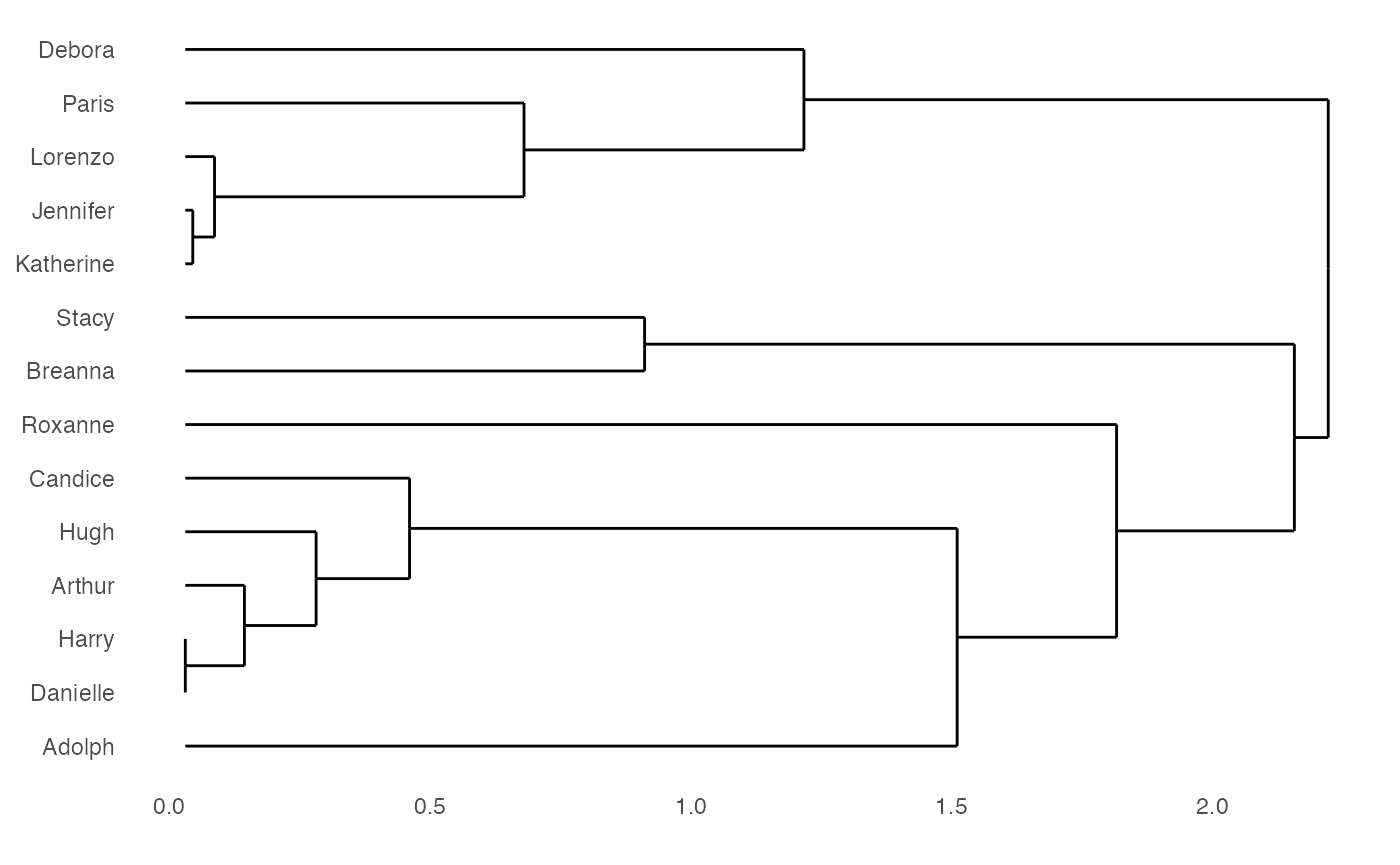 Debora
Paris
Lorenzo
Jennifer
Katherine
Stacy
Breanna
Roxanne
Candice
Hugh
Arthur
Harry
Danielle
Adolph
0.0 0.5 1.0 1.5 2.0